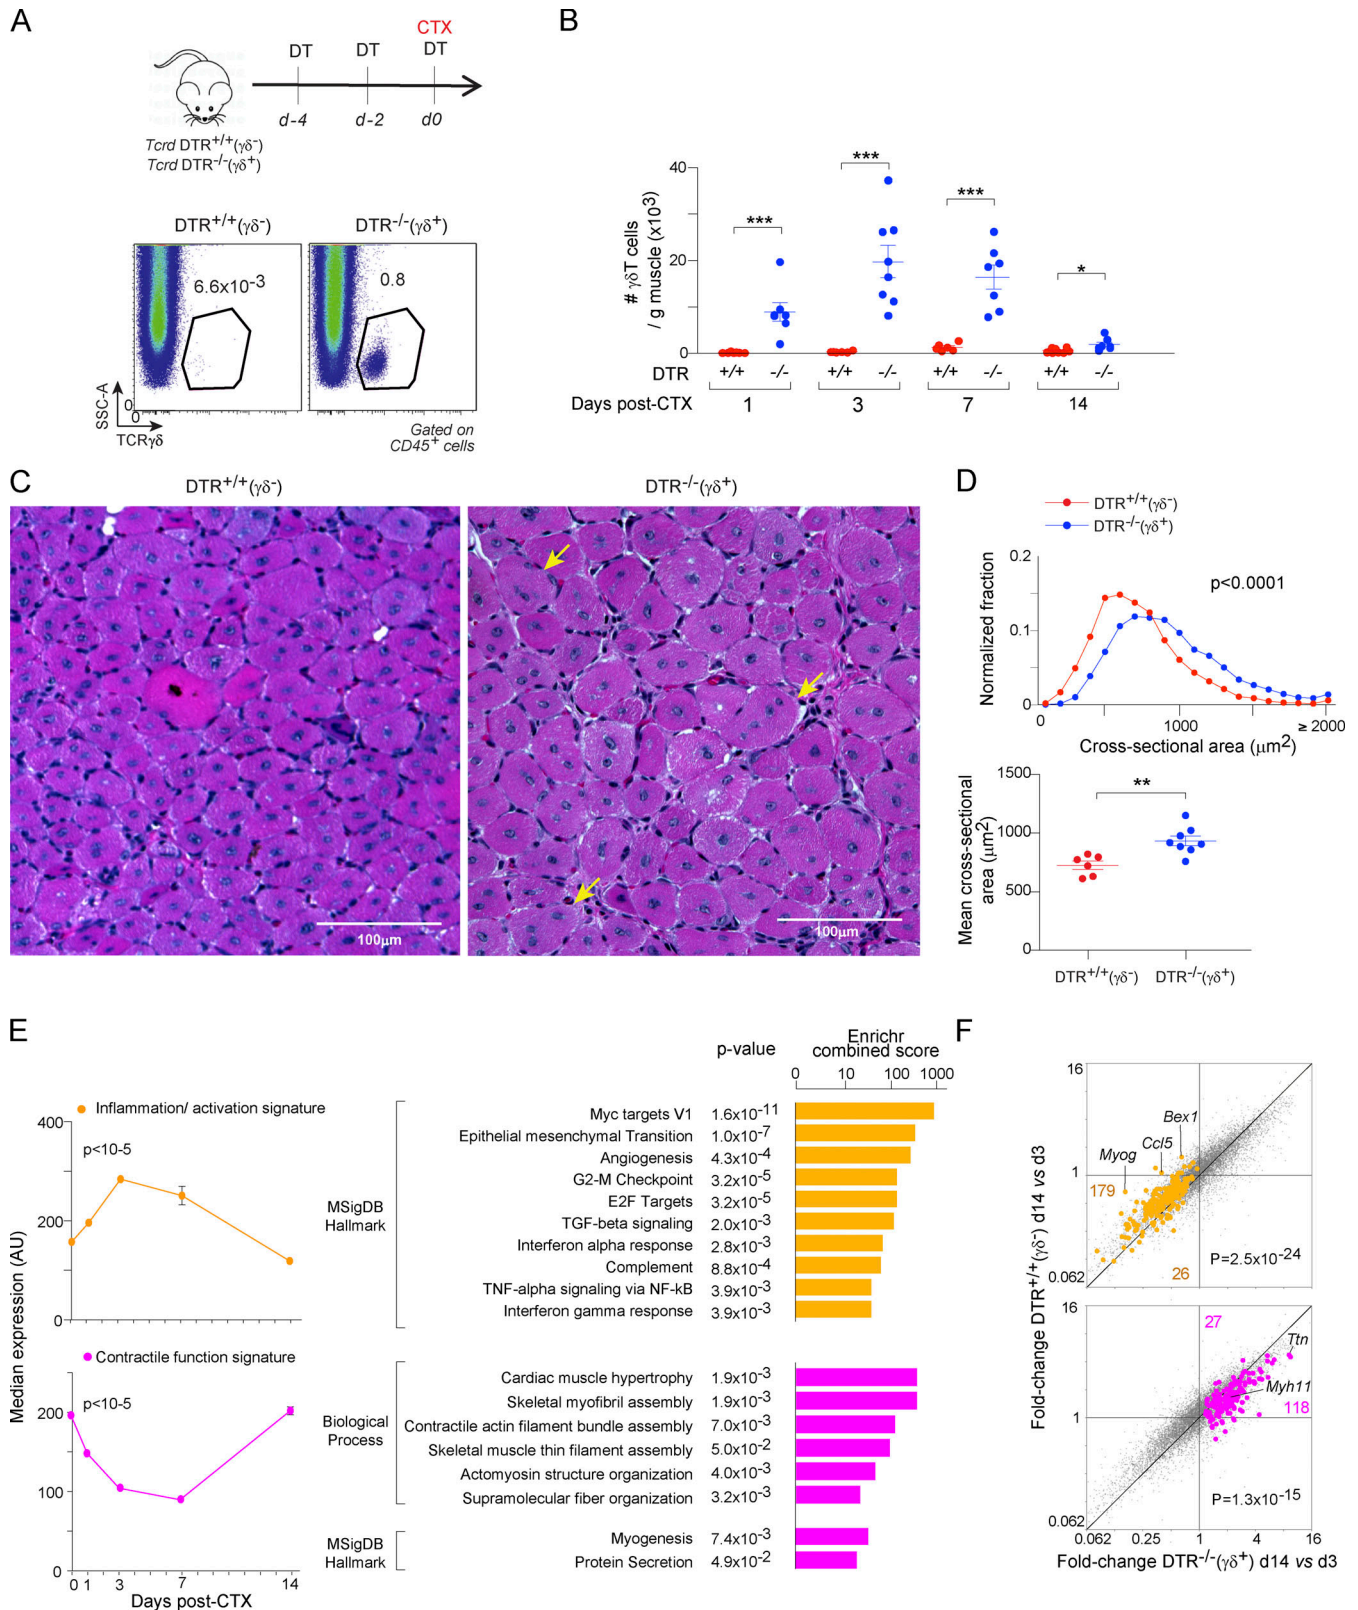 A
CTX
DT DT DT
d-4 d-2 d0
Tcrd DTR+/+(γδ-)
Tcrd DTR-/-(γδ+)
DTR+/+(γδ-) DTR-/-(γδ+)
6.6x10-3 0.8
SSC-A
0
0
TCRγδ
Gated on
CD45+ cells
B
# γδT cells
/ g muscle (x103)
40
20
0
*** *** *** *
DTR +/+ -/- +/+ -/- +/+ -/- +/+ -/-
Days post-CTX 1 3 7 14
C
DTR+/+(γδ-) DTR-/-(γδ+)
100μm 100μm
D
DTR+/+(γδ-)
DTR-/-(γδ+)
Normalized fraction
0.2
0.1
0
p<0.0001
0 1000 ≥ 2000
Cross-sectional area (μm2)
Mean cross-sectional
area (μm2)
1500
1000
500
0
**
DTR+/+(γδ-) DTR-/-(γδ+)
E
Median expression (AU)
Inflammation/ activation signature
400
200
0
p<10-5
Contractile function signature
200
100
0
p<10-5
0 1 3 7 14
Days post-CTX
p-value
Enrichr
combined score
0 10 100 1000
MSigDB
Hallmark
Myc targets V1 1.6x10-11
Epithelial mesenchymal Transition 1.0x10-7
Angiogenesis 4.3x10-4
G2-M Checkpoint 3.2x10-5
E2F Targets 3.2x10-5
TGF-beta signaling 2.0x10-3
Interferon alpha response 2.8x10-3
Complement 8.8x10-4
TNF-alpha signaling via NF-kB 3.9x10-3
Interferon gamma response 3.9x10-3
Biological
Process
Cardiac muscle hypertrophy 1.9x10-3
Skeletal myofibril assembly 1.9x10-3
Contractile actin filament bundle assembly 7.0x10-3
Skeletal muscle thin filament assembly 5.0x10-2
Actomyosin structure organization 4.0x10-3
Supramolecular fiber organization 3.2x10-3
MSigDB
Hallmark
Myogenesis 7.4x10-3
Protein Secretion 4.9x10-2
F
Fold-change DTR+/+(γδ-) d14 vs d3
16
1
0.062
Bex1
Ccl5
Myog
179
26
P=2.5x10-24
16
1
0.062
27
Ttn
Myh11
118
P=1.3x10-15
0.062 0.25 1 4 16
Fold-change DTR-/-(γδ+) d14 vs d3